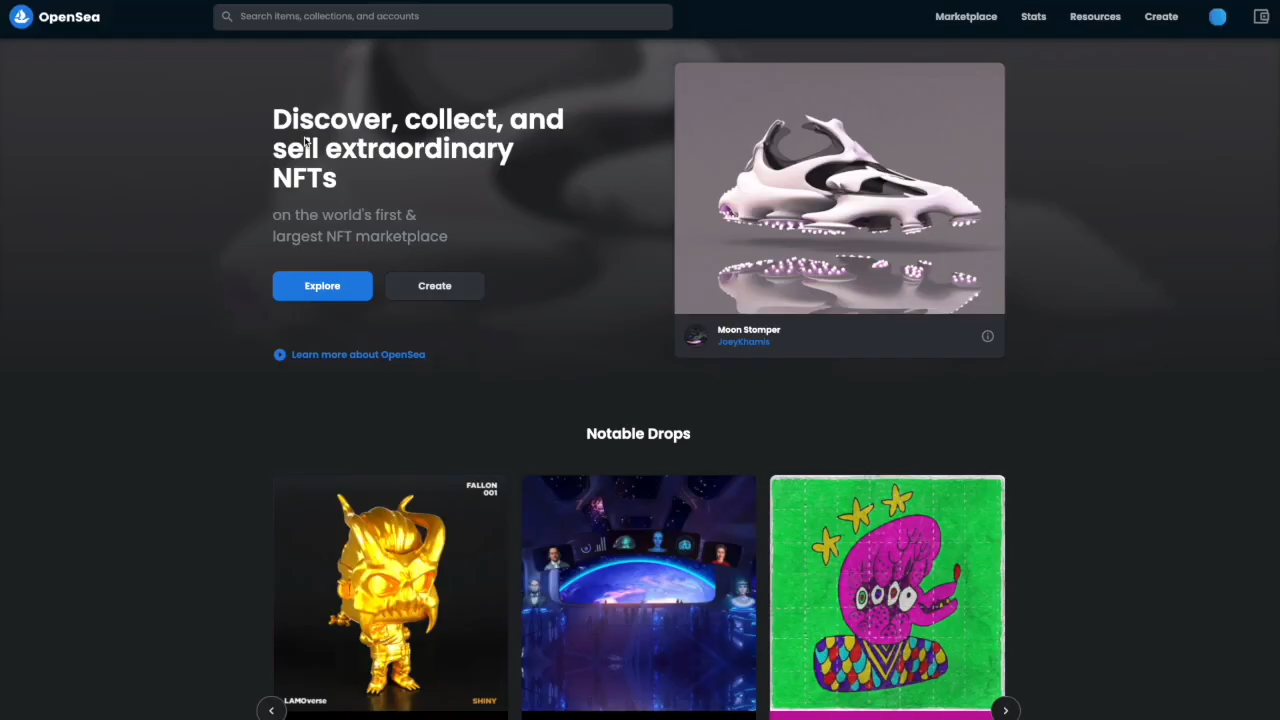 OpenSea
Search items, collections, and accounts
Marketplace
Stats
Resources
Create
Discover, collect, and
sell extraordinary
NFTs
on the world's first &
largest NFT marketplace
Explore
Create
Learn more about OpenSea
Moon Stomper
JoeyKhamis
Notable Drops
FALLON
001
LAMOverse
SHINY